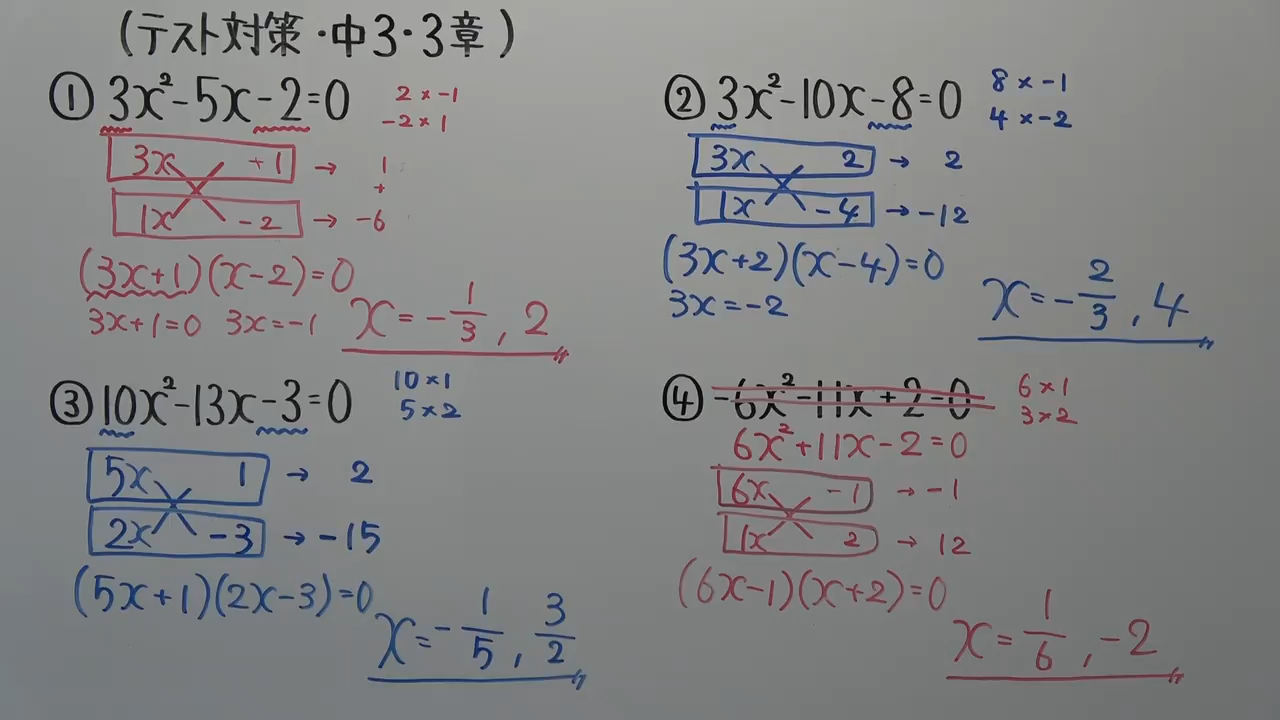 (テスト対策・中3・3章)
① 3x²-5x-2=0
2×-1
-2×1
3x +1 → 1
+
1x -2 → -6
(3x+1)(x-2)=0
3x+1=0 3x=-1
x=-1/3, 2
② 3x²-10x-8=0
8×-1
4×-2
3x 2 → 2
1x -4 → -12
(3x+2)(x-4)=0
3x=-2
x=-2/3, 4
③ 10x²-13x-3=0
10×1
5×2
5x 1 → 2
2x -3 → -15
(5x+1)(2x-3)=0
x=-1/5, 3/2
④ -6x²-11x+2=0
6×1
3×2
6x²+11x-2=0
6x -1 → -1
1x 2 → 12
(6x-1)(x+2)=0
x=1/6, -2